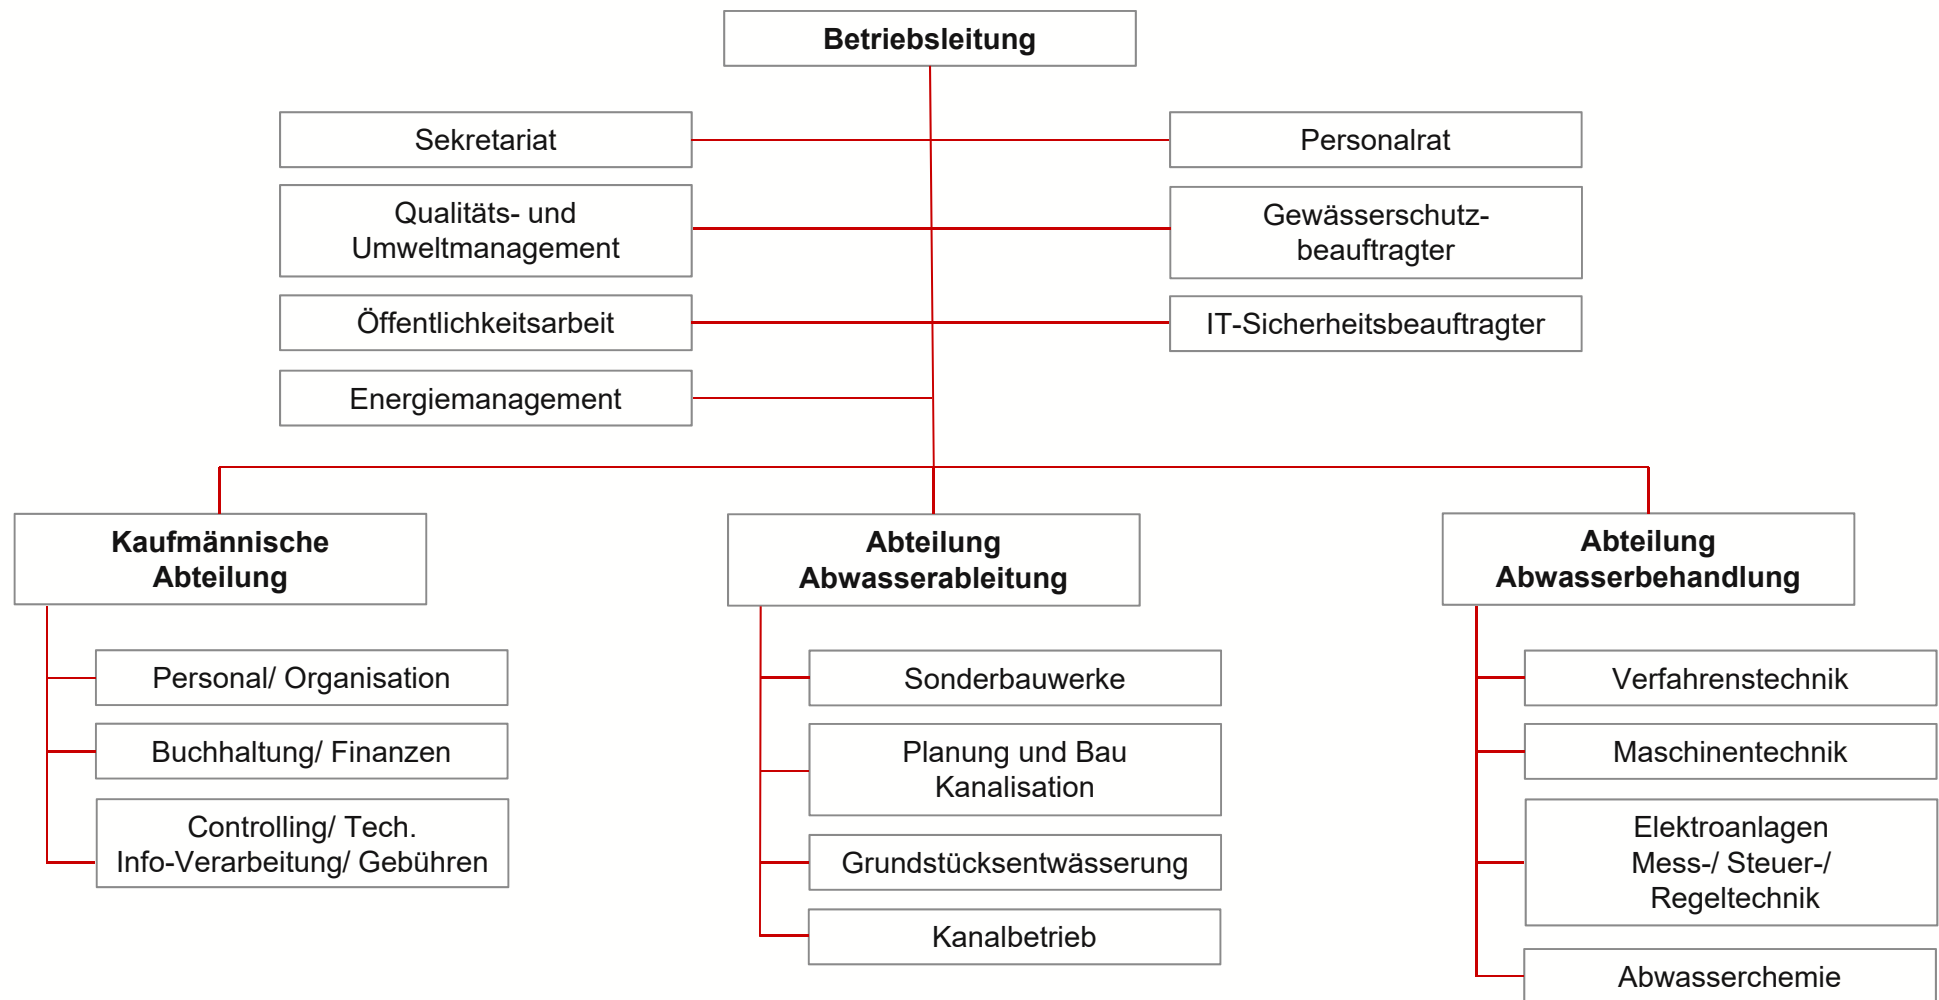 Betriebsleitung
Sekretariat
Personalrat
Qualitäts- und
Umweltmanagement
Gewässerschutz-
beauftragter
Öffentlichkeitsarbeit
IT-Sicherheitsbeauftragter
Energiemanagement
Kaufmännische
Abteilung
Personal/ Organisation
Buchhaltung/ Finanzen
Controlling/ Tech.
Info-Verarbeitung/ Gebühren
Abteilung
Abwasserableitung
Sonderbauwerke
Planung und Bau
Kanalisation
Grundstücksentwässerung
Kanalbetrieb
Abteilung
Abwasserbehandlung
Verfahrenstechnik
Maschinentechnik
Elektroanlagen
Mess-/ Steuer-/
Regeltechnik
Abwasserchemie